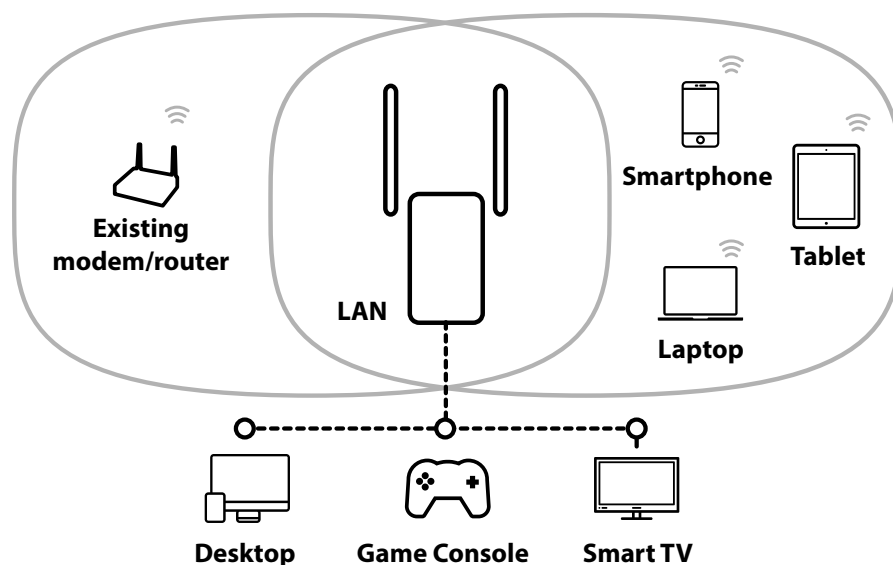 Smartphone
Existing
modem/router
Tablet
LAN
Laptop
Desktop
Game Console
Smart TV